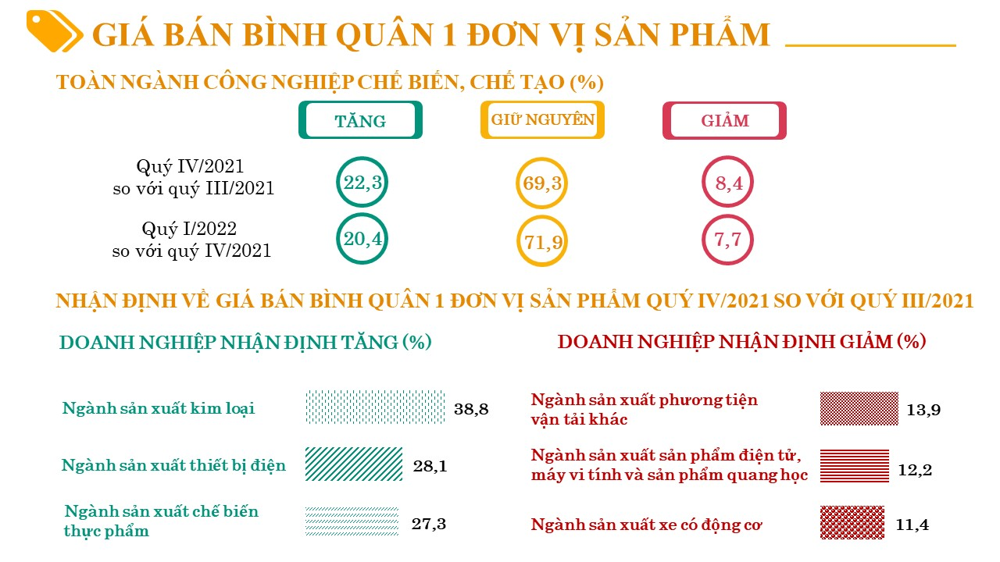 GIÁ BÁN BÌNH QUÂN 1 ĐƠN VỊ SẢN PHẨM
TOÀN NGÀNH CÔNG NGHIỆP CHẾ BIẾN, CHẾ TẠO (%)
TĂNG
GIỮ NGUYÊN
GIẢM
Quý IV/2021
so với quý III/2021
22,3
69,3
8,4
Quý I/2022
so với quý IV/2021
20,4
71,9
7,7
NHẬN ĐỊNH VỀ GIÁ BÁN BÌNH QUÂN 1 ĐƠN VỊ SẢN PHẨM QUÝ IV/2021 SO VỚI QUÝ III/2021
DOANH NGHIỆP NHẬN ĐỊNH TĂNG (%)
Ngành sản xuất kim loại
38,8
Ngành sản xuất thiết bị điện
28,1
Ngành sản xuất chế biến
thực phẩm
27,3
DOANH NGHIỆP NHẬN ĐỊNH GIẢM (%)
Ngành sản xuất phương tiện
vận tải khác
13,9
Ngành sản xuất sản phẩm điện tử,
máy vi tính và sản phẩm quang học
12,2
Ngành sản xuất xe có động cơ
11,4